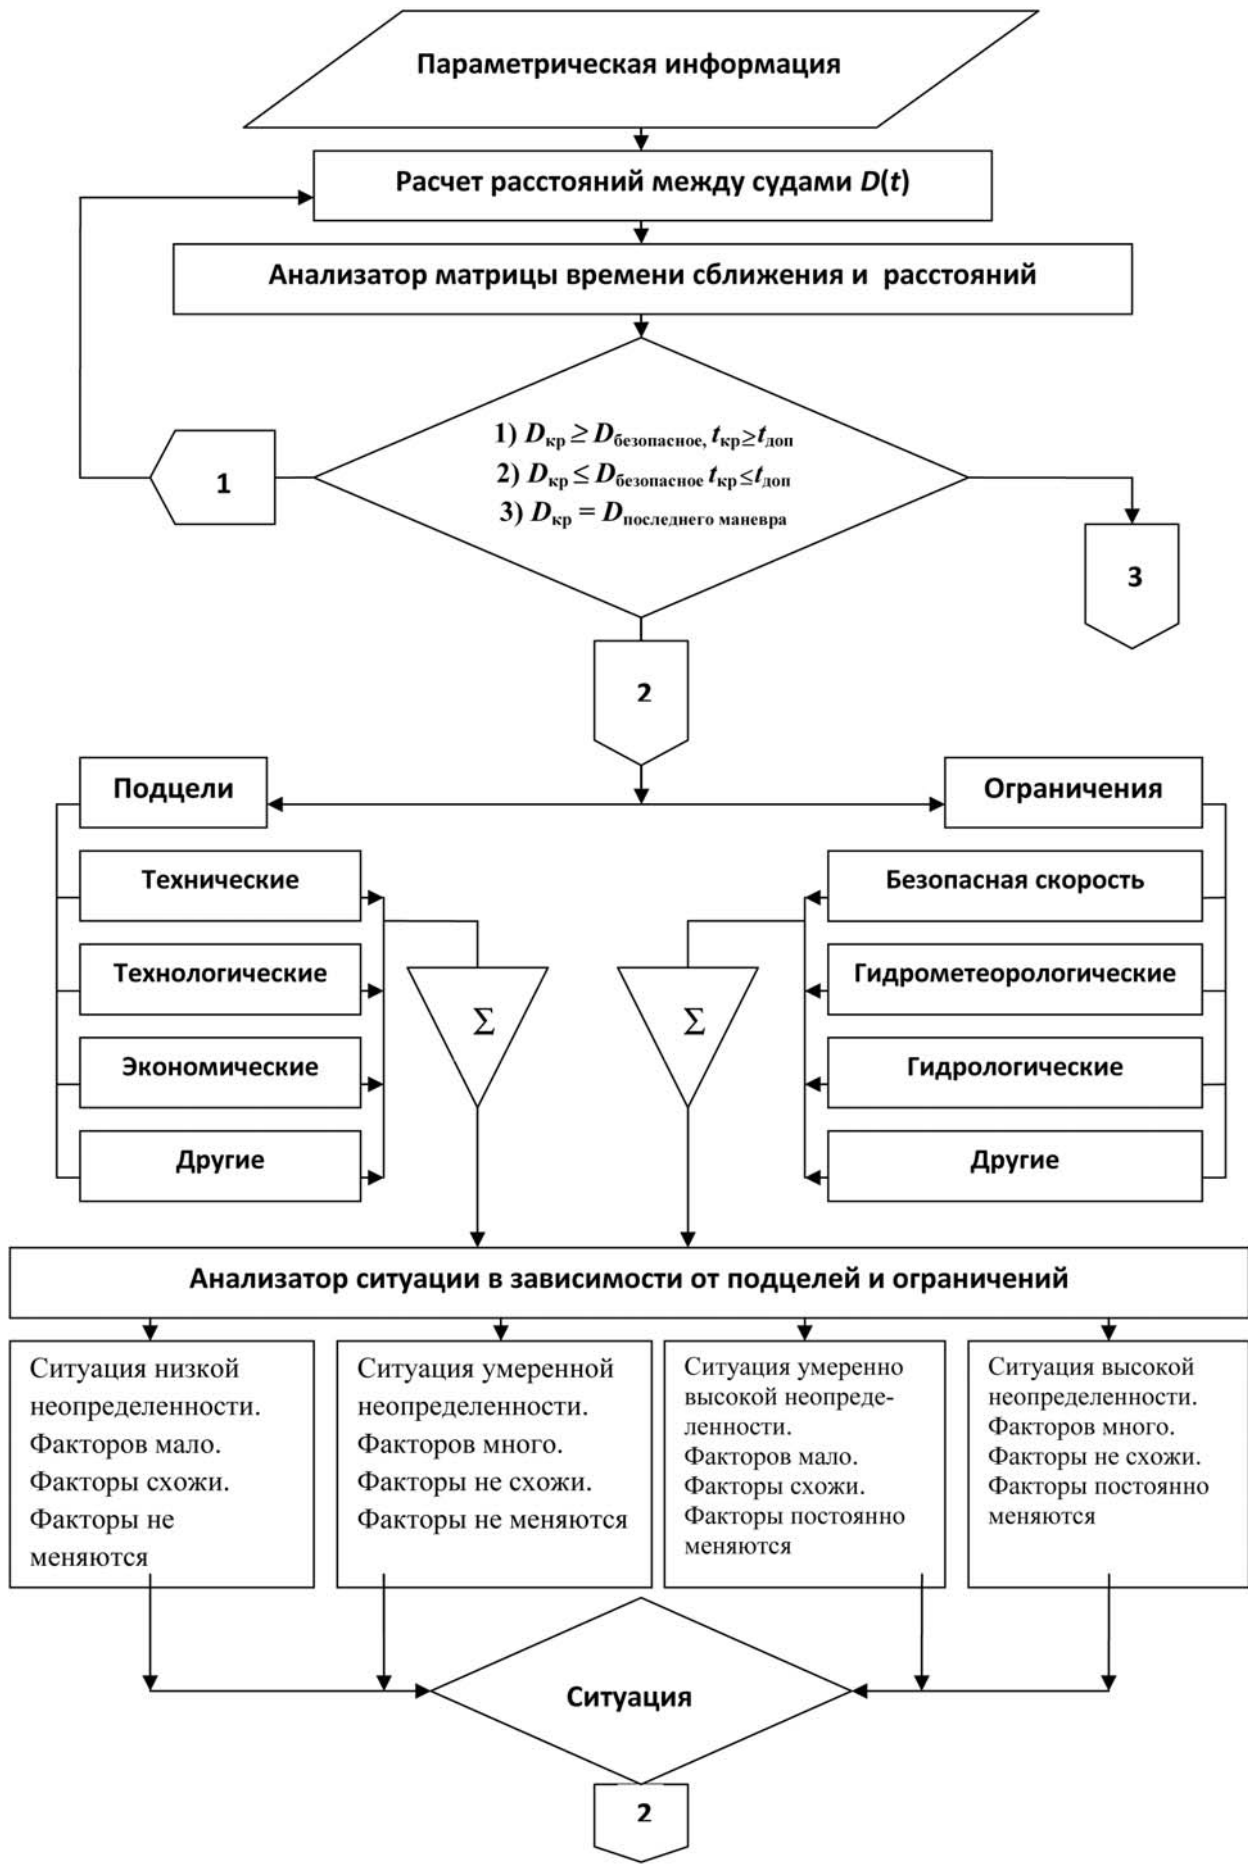 Параметрическая информация
Расчет расстояний между судами D(t)
Анализатор матрицы времени сближения и расстояний
1) Dкр ≥ Dбезопасное, tкр≥tдоп
2) Dкр ≤ Dбезопасное tкр≤tдоп
3) Dкр = Dпоследнего маневра
1
3
2
Подцели
Ограничения
Технические
Безопасная скорость
Технологические
Гидрометеорологические
Σ
Σ
Экономические
Гидрологические
Другие
Другие
Анализатор ситуации в зависимости от подцелей и ограничений
Ситуация низкой
неопределенности.
Факторов мало.
Факторы схожи.
Факторы не
меняются
Ситуация умеренной
неопределенности.
Факторов много.
Факторы не схожи.
Факторы не меняются
Ситуация умеренно
высокой неопреде-
ленности.
Факторов мало.
Факторы схожи.
Факторы постоянно
меняются
Ситуация высокой
неопределенности.
Факторов много.
Факторы не схожи.
Факторы постоянно
меняются
Ситуация
2